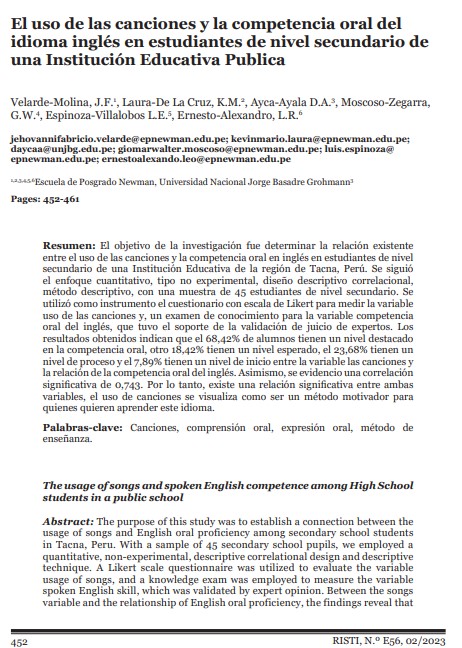 El uso de las canciones y la competencia oral del
idioma inglés en estudiantes de nivel secundario de
una Institución Educativa Publica
Velarde-Molina, J.F.¹, Laura-De La Cruz, K.M.², Ayca-Ayala D.A.³, Moscoso-Zegarra,
G.W.⁴, Espinoza-Villalobos L.E.⁵, Ernesto-Alexandro, L.R.⁶
jehovannifabricio.velarde@epnewman.edu.pe; kevinmario.laura@epnewman.edu.pe;
daycaa@unjbg.edu.pe; giomarwalter.moscoso@epnewman.edu.pe; luis.espinoza@
epnewman.edu.pe; ernestoalexando.leo@epnewman.edu.pe
¹,²,³,⁴,⁵,⁶Escuela de Posgrado Newman, Universidad Nacional Jorge Basadre Grohmann³
Pages: 452-461
Resumen: El objetivo de la investigación fue determinar la relación existente
entre el uso de las canciones y la competencia oral en inglés en estudiantes de nivel
secundario de una Institución Educativa de la región de Tacna, Perú. Se siguió
el enfoque cuantitativo, tipo no experimental, diseño descriptivo correlacional,
método descriptivo, con una muestra de 45 estudiantes de nivel secundario. Se
utilizó como instrumento el cuestionario con escala de Likert para medir la variable
uso de las canciones y, un examen de conocimiento para la variable competencia
oral del inglés, que tuvo el soporte de la validación de juicio de expertos. Los
resultados obtenidos indican que el 68,42% de alumnos tienen un nivel destacado
en la competencia oral, otro 18,42% tienen un nivel esperado, el 23,68% tienen un
nivel de proceso y el 7,89% tienen un nivel de inicio entre la variable las canciones y
la relación de la competencia oral del inglés. Asimismo, se evidencio una correlación
significativa de 0,743. Por lo tanto, existe una relación significativa entre ambas
variables, el uso de canciones se visualiza como ser un método motivador para
quienes quieren aprender este idioma.
Palabras-clave: Canciones, comprensión oral, expresión oral, método de
enseñanza.
The usage of songs and spoken English competence among High School
students in a public school
Abstract: The purpose of this study was to establish a connection between the
usage of songs and English oral proficiency among secondary school students
in Tacna, Peru. With a sample of 45 secondary school pupils, we employed a
quantitative, non-experimental, descriptive correlational design and descriptive
technique. A Likert scale questionnaire was utilized to evaluate the variable
usage of songs, and a knowledge exam was employed to measure the variable
spoken English skill, which was validated by expert opinion. Between the songs
variable and the relationship of English oral proficiency, the findings reveal that
452
RISTI, N.º E56, 02/2023